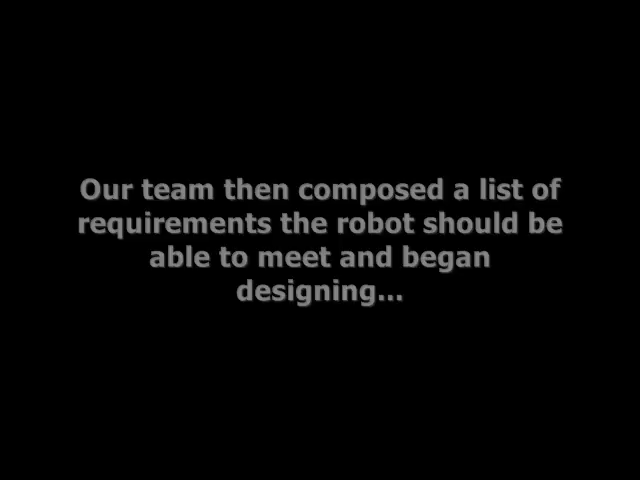 Our team then composed a list of
requirements the robot should be
able to meet and began
designing...